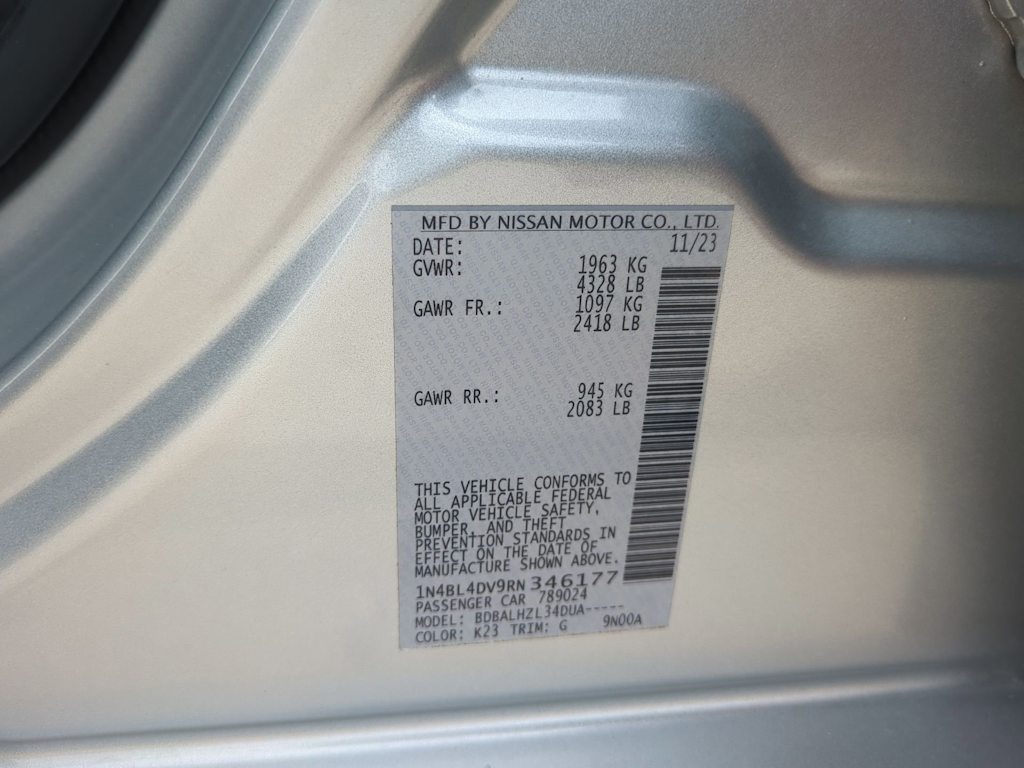 MFD BY NISSAN MOTOR CO., LTD.
DATE: 11/23
GVWR: 1963 KG
4328 LB
GAWR FR.: 1097 KG
2418 LB
GAWR RR.: 945 KG
2083 LB
THIS VEHICLE CONFORMS TO
ALL APPLICABLE FEDERAL
MOTOR VEHICLE SAFETY,
BUMPER, AND THEFT
PREVENTION STANDARDS IN
EFFECT ON THE DATE OF
MANUFACTURE SHOWN ABOVE.
1N4BL4DV9RN346177
PASSENGER CAR 789024
MODEL: BDBALHZL34DUA-----
COLOR: K23 TRIM: G 9N00A